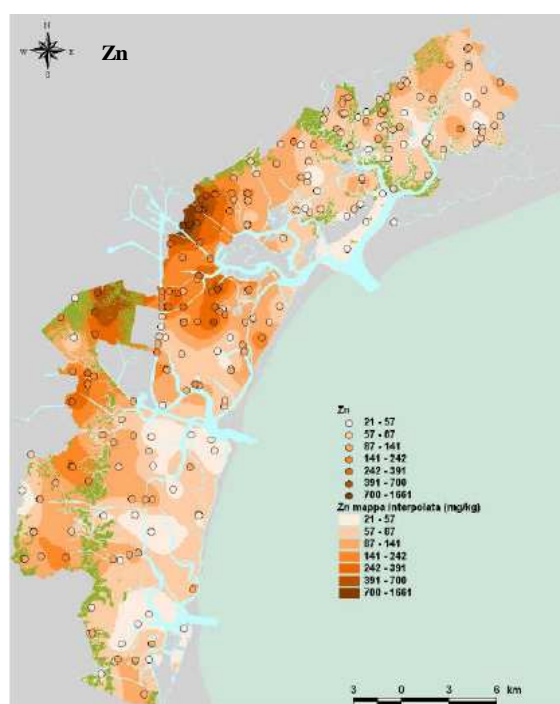 N
W E
S
Zn
Zn
21 - 57
57 - 87
87 - 141
141 - 242
242 - 391
391 - 700
700 - 1661
Zn mappa interpolata (mg/kg)
21 - 57
57 - 87
87 - 141
141 - 242
242 - 391
391 - 700
700 - 1661
3 0 3 6 km